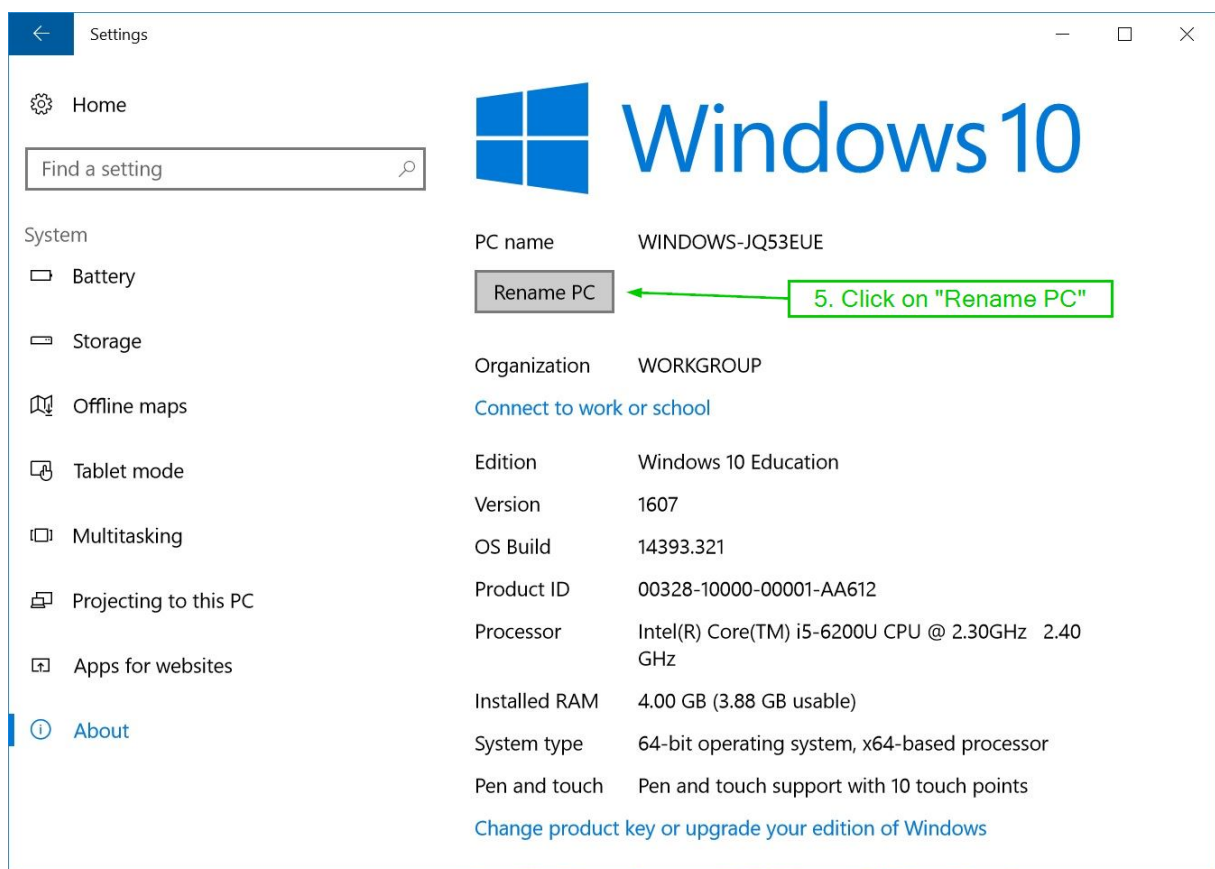 Settings
Home
Find a setting
System
Battery
Storage
Offline maps
Tablet mode
Multitasking
Projecting to this PC
Apps for websites
About
Windows 10
PC name WINDOWS-JQ53EUE
Rename PC
5. Click on "Rename PC"
Organization WORKGROUP
Connect to work or school
Edition Windows 10 Education
Version 1607
OS Build 14393.321
Product ID 00328-10000-00001-AA612
Processor Intel(R) Core(TM) i5-6200U CPU @ 2.30GHz 2.40
GHz
Installed RAM 4.00 GB (3.88 GB usable)
System type 64-bit operating system, x64-based processor
Pen and touch Pen and touch support with 10 touch points
Change product key or upgrade your edition of Windows